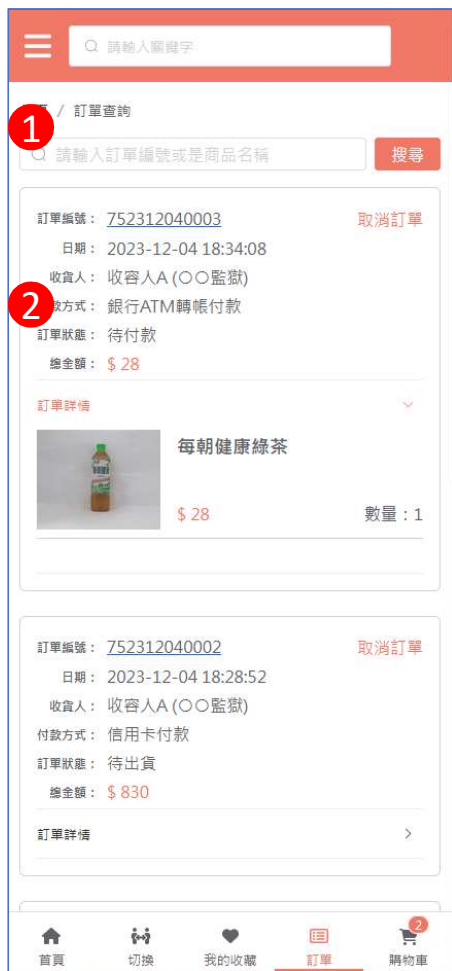 請輸入關鍵字
/ 訂單查詢
1
請輸入訂單編號或是商品名稱 搜尋
訂單編號： 752312040003 取消訂單
日期： 2023-12-04 18:34:08
收貨人： 收容人A (○○監獄)
2
款方式： 銀行ATM轉帳付款
訂單狀態： 待付款
總金額： $ 28
訂單詳情
每朝健康綠茶
$ 28 數量：1
訂單編號： 752312040002 取消訂單
日期： 2023-12-04 18:28:52
收貨人： 收容人A (○○監獄)
付款方式： 信用卡付款
訂單狀態： 待出貨
總金額： $ 830
訂單詳情
2
首頁 切換 我的收藏 訂單 購物車